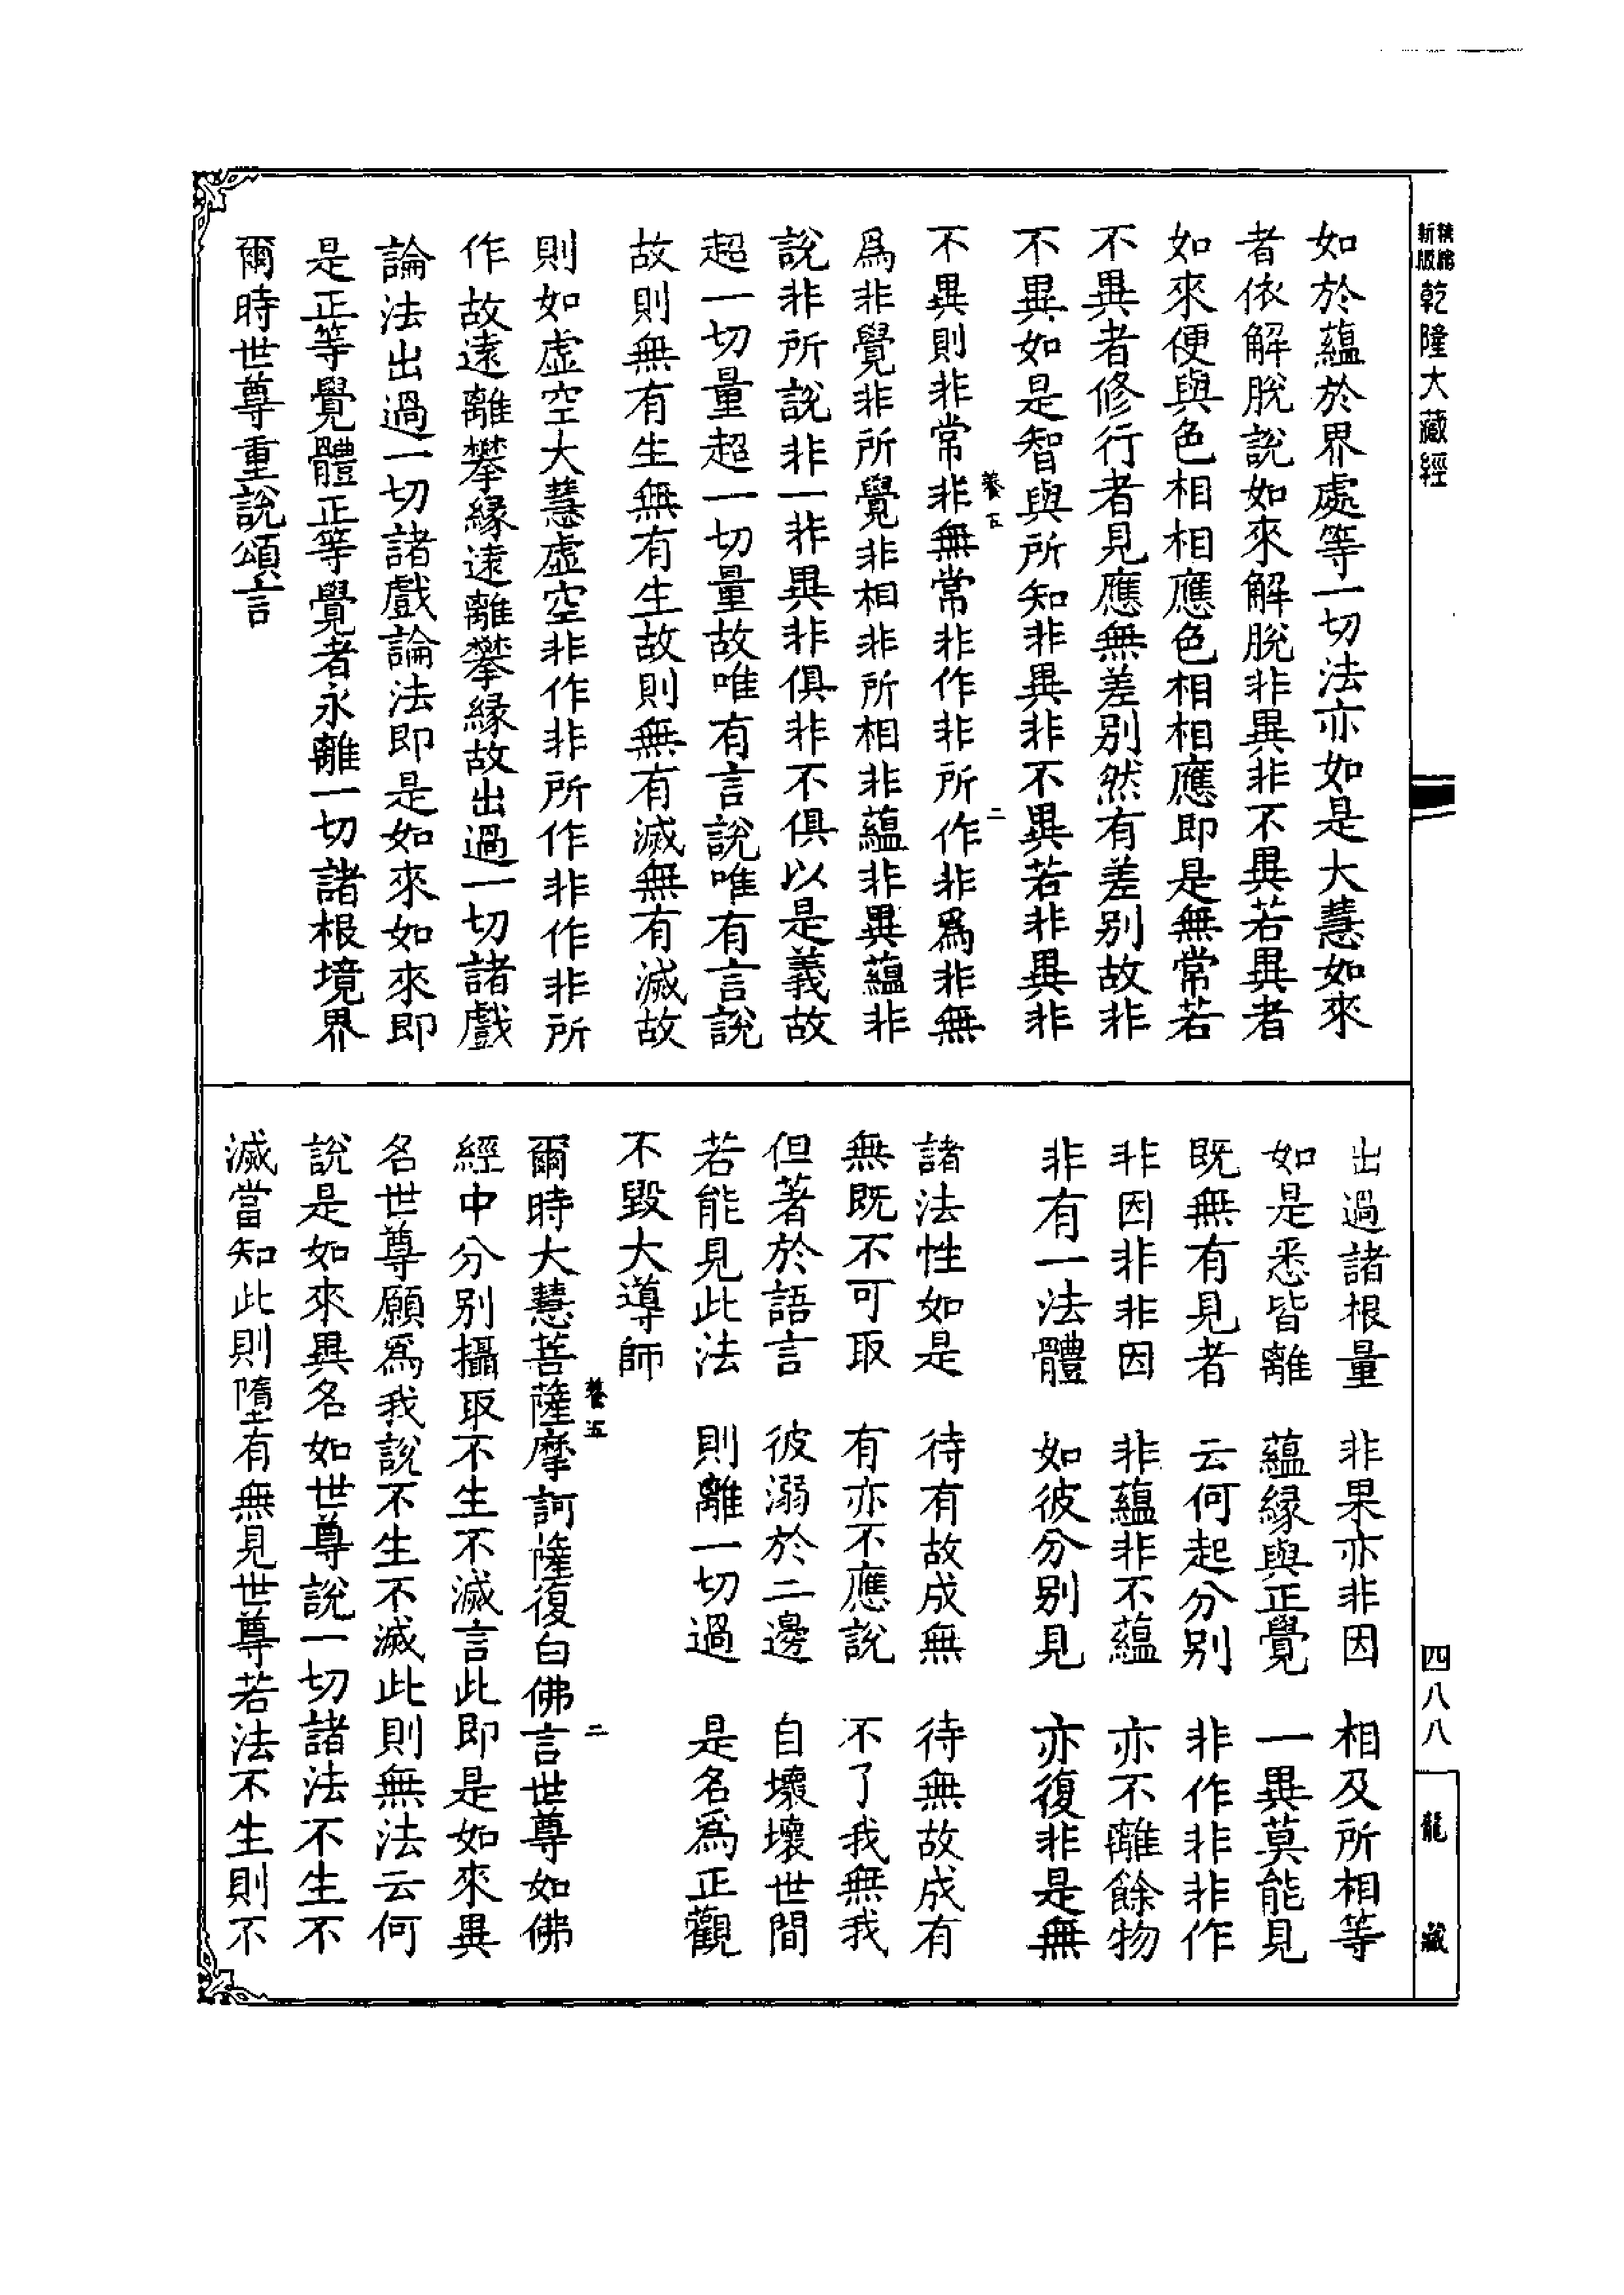 新版
乾隆大藏經
四八八
龍藏
如於蘊於界處等一切法亦如是大慧如來
者依解脫說如來解脫非異非不異若異者
如來便與色相相應色相相應即是無常若
不異者修行者見應無差別然有差別故非
不異如是智與所知非異非不異若非異非
不異則非常非無常非作非所作非爲非無
養五
二
爲非覺非所覺非相非所相非蘊非異蘊非
說非所說非一非異非俱非不俱以是義故
超一切量超一切量故唯有言說唯有言說
故則無有生無有生故則無有滅無有滅故
則如虛空大慧虛空非作非所作非作非所
作故遠離攀緣遠離攀緣故出過一切諸戲
論法出過一切諸戲論法即是如來如來即
是正等覺體正等覺者永離一切諸根境界
爾時世尊重說頌言
出過諸根量 非果亦非因 相及所相等
如是悉皆離 蘊緣與正覺 一異莫能見
既無有見者 云何起分別 非作非非作
非因非非因 非蘊非不蘊 亦不離餘物
非有一法體 如彼分別見 亦復非是無
諸法性如是 待有故成無 待無故成有
無既不可取 有亦不應說 不了我無我
但著於語言 彼溺於二邊 自壞壞世間
若能見此法 則離一切過 是名爲正觀
不毀大導師
爾時大慧菩薩摩訶薩復白佛言世尊如佛
養五
二
經中分別攝取不生不滅言此即是如來異
名世尊願爲我說不生不滅此則無法云何
說是如來異名如世尊說一切諸法不生不
滅當知此則墮有無見世尊若法不生則不